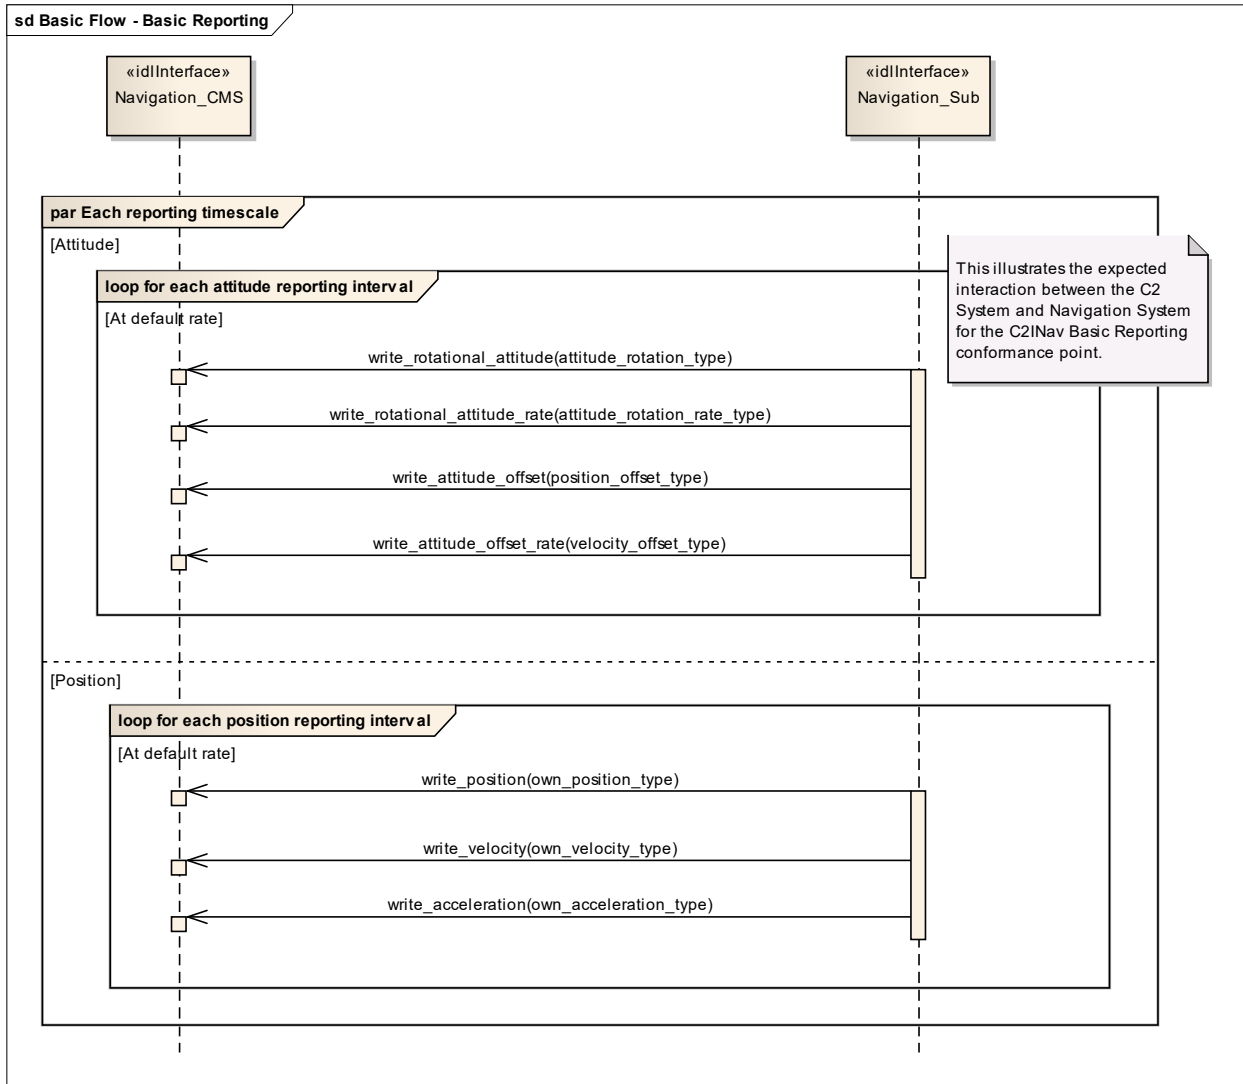 sd Basic Flow - Basic Reporting
«idlInterface»
Navigation_CMS
«idlInterface»
Navigation_Sub
par Each reporting timescale
[Attitude]
This illustrates the expected
interaction between the C2
System and Navigation System
for the C2INav Basic Reporting
conformance point.
loop for each attitude reporting interval
[At default rate]
write_rotational_attitude(attitude_rotation_type)
write_rotational_attitude_rate(attitude_rotation_rate_type)
write_attitude_offset(position_offset_type)
write_attitude_offset_rate(velocity_offset_type)
[Position]
loop for each position reporting interval
[At default rate]
write_position(own_position_type)
write_velocity(own_velocity_type)
write_acceleration(own_acceleration_type)